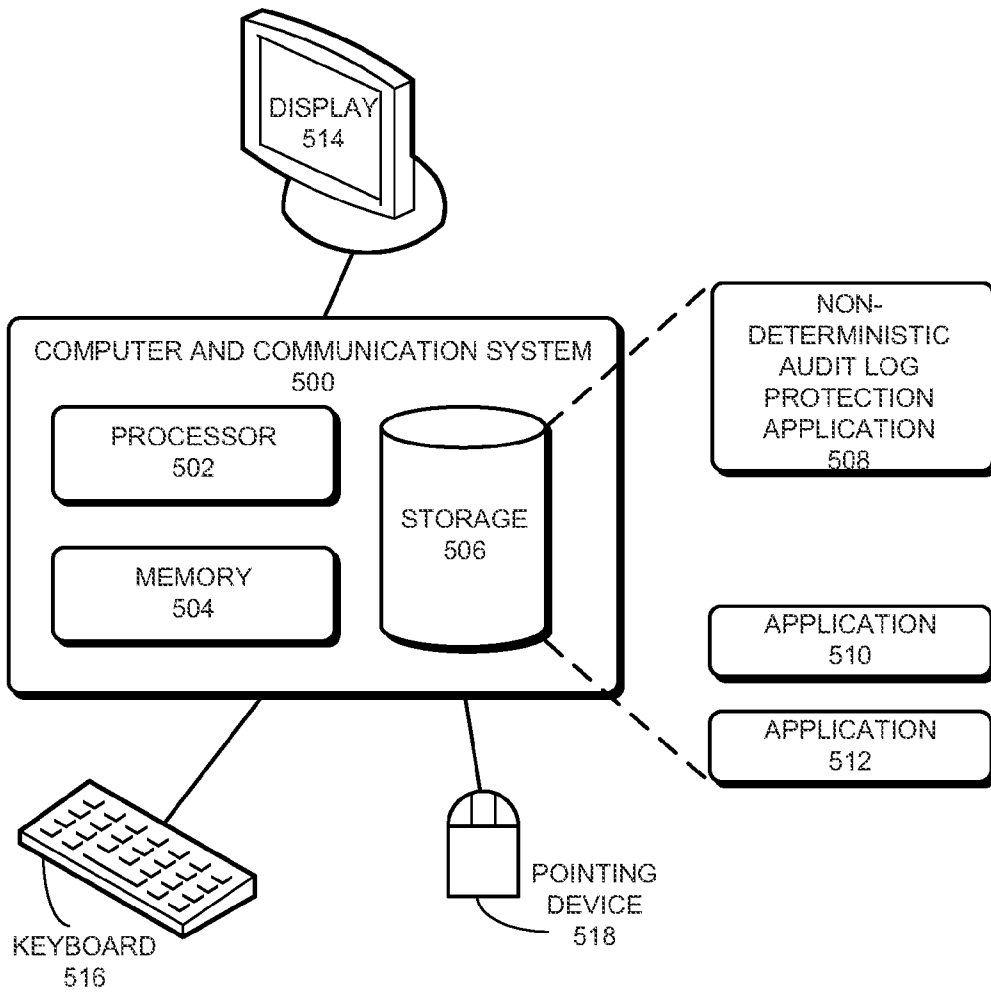 DISPLAY
514
COMPUTER AND COMMUNICATION SYSTEM
500
PROCESSOR
502
MEMORY
504
STORAGE
506
NON-
DETERMINISTIC
AUDIT LOG
PROTECTION
APPLICATION
508
APPLICATION
510
APPLICATION
512
KEYBOARD
516
POINTING
DEVICE
518